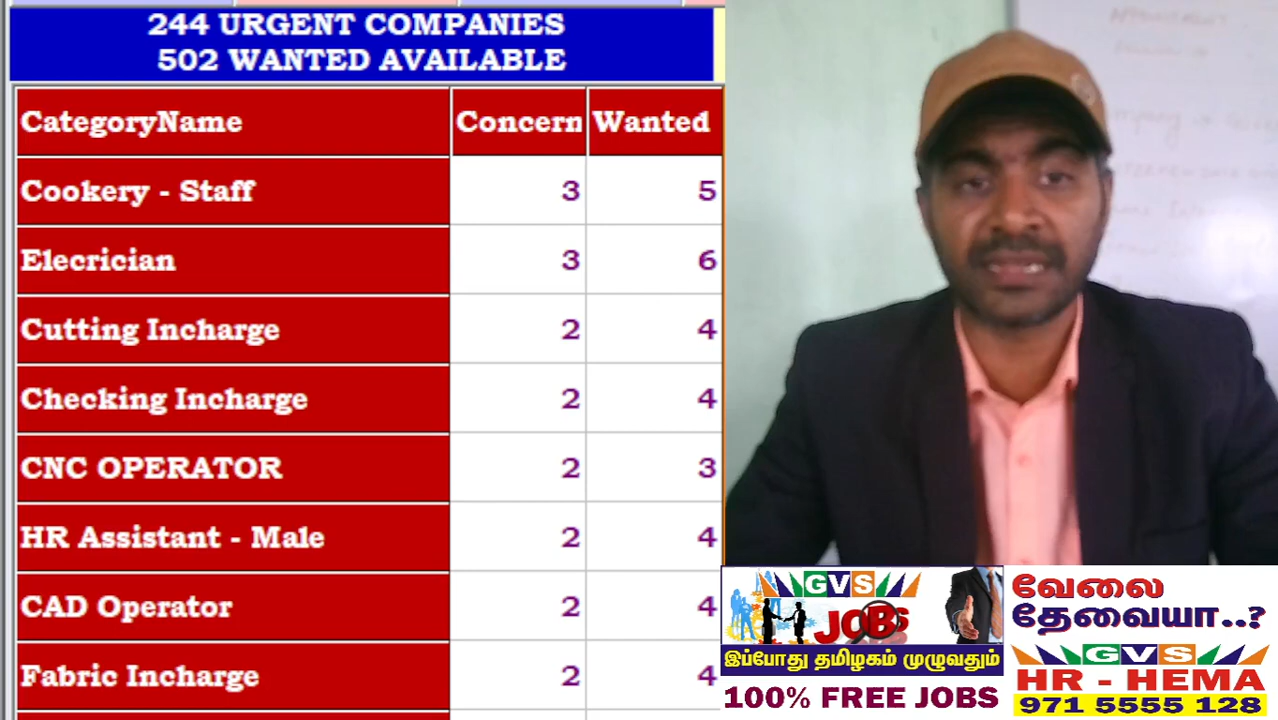 244 URGENT COMPANIES
502 WANTED AVAILABLE
CategoryName Concern Wanted
Cookery - Staff 3 5
Elecrician 3 6
Cutting Incharge 2 4
Checking Incharge 2 4
CNC OPERATOR 2 3
HR Assistant - Male 2 4
CAD Operator 2 4
Fabric Incharge 2 4
GVS
JOBS
இப்போது தமிழகம் முழுவதும்
100% FREE JOBS
வேலை
தேவையா..?
GVS
HR - HEMA
971 5555 128